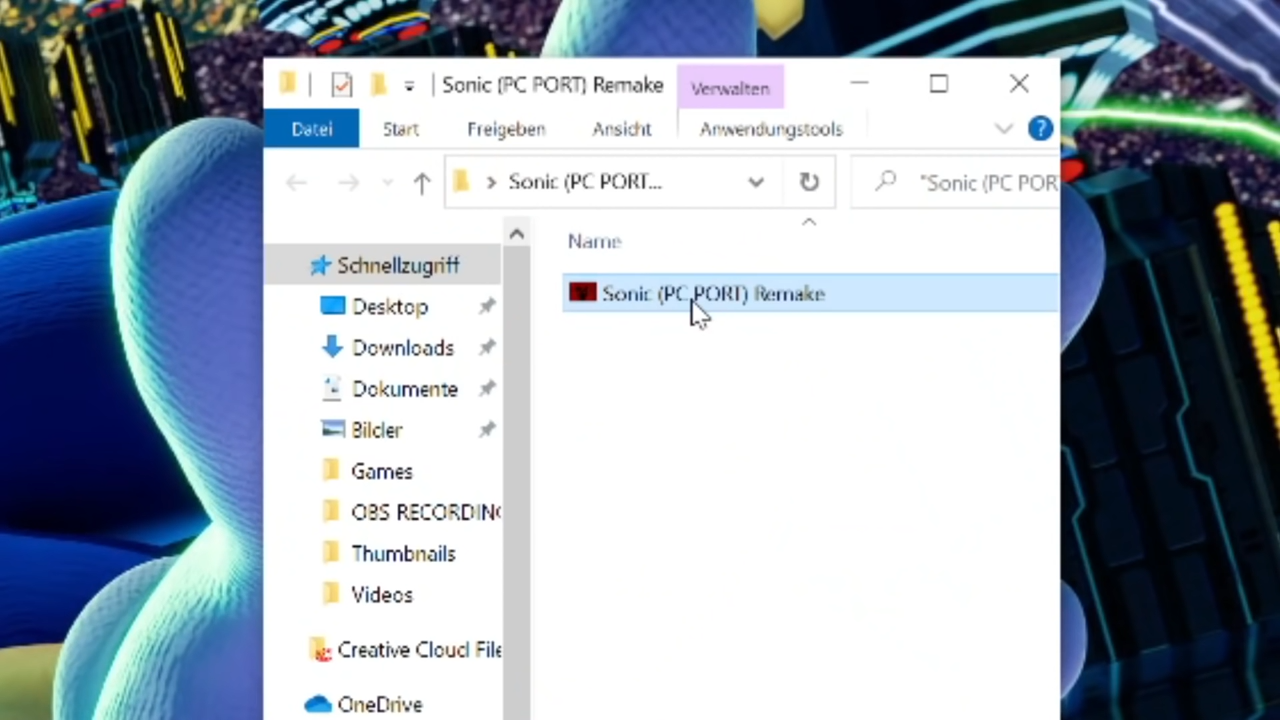 Sonic (PC PORT) Remake
Verwalten
Datei Start Freigeben Ansicht Anwendungstools ?
Sonic (PC PORT... "Sonic (PC POR
Name
Schnellzugriff
Sonic (PC PORT) Remake
Desktop
Downloads
Dokumente
Bilder
Games
OBS RECORDING
Thumbnails
Videos
Creative Cloud File
OneDrive